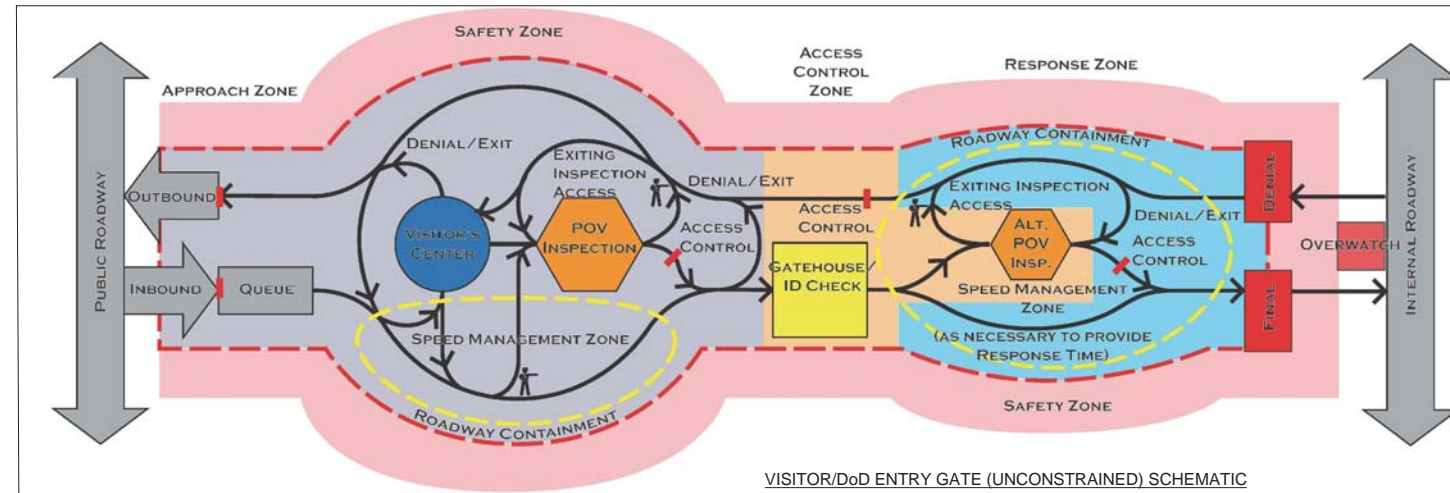 SAFETY ZONE
ACCESS
CONTROL
ZONE
RESPONSE ZONE
APPROACH ZONE
ROADWAY CONTAINMENT
DENIAL/EXIT
EXITING
INSPECTION
ACCESS
DENIAL/EXIT
EXITING INSPECTION
ACCESS
DENIAL
OUTBOUND
PUBLIC ROADWAY
VISITOR'S
CENTER
POV
INSPECTION
ACCESS
CONTROL
ACCESS
CONTROL
ALT.
POV
INSP.
DENIAL/EXIT
ACCESS
CONTROL
OVERWATCH
INTERNAL ROADWAY
INBOUND
QUEUE
GATEHOUSE/
ID CHECK
SPEED MANAGEMENT
ZONE
FINAL
SPEED MANAGEMENT ZONE
(AS NECESSARY TO PROVIDE
RESPONSE TIME)
ROADWAY CONTAINMENT
SAFETY ZONE
VISITOR/DoD ENTRY GATE (UNCONSTRAINED) SCHEMATIC